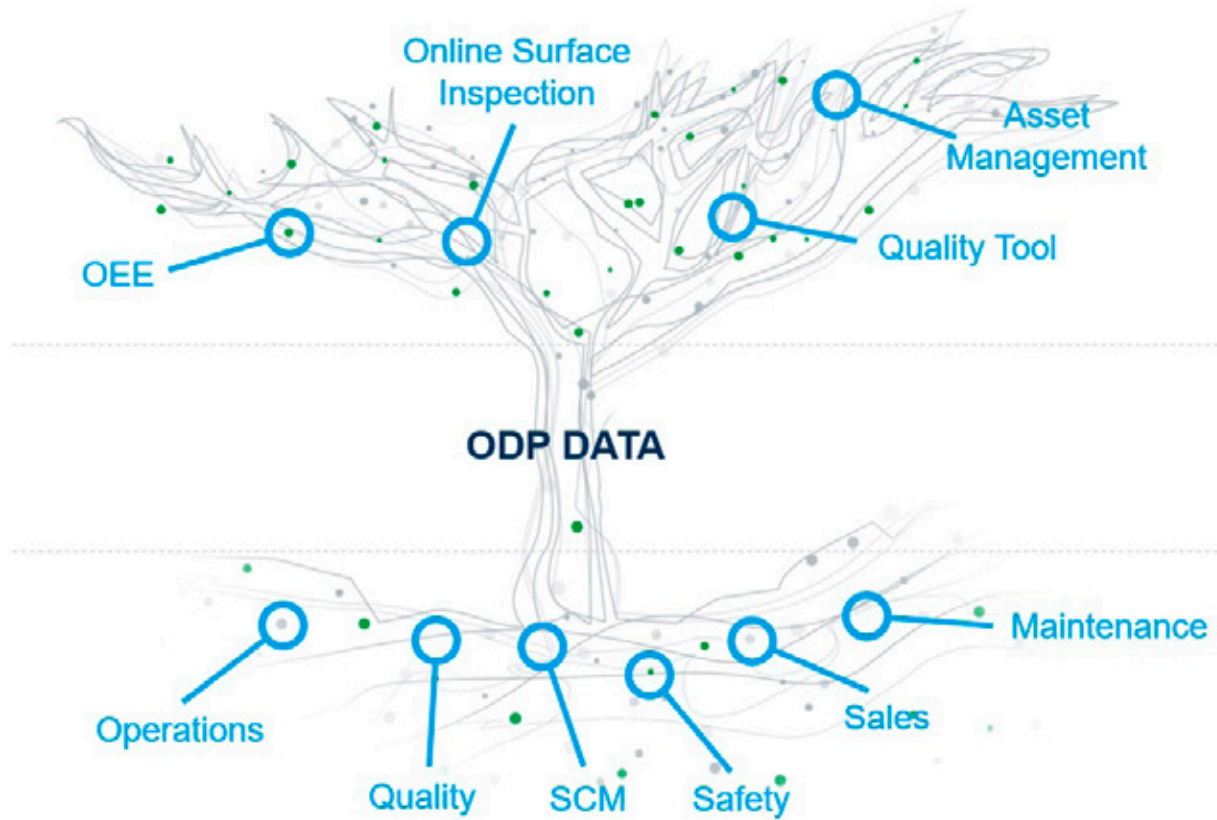 Online Surface
Inspection
Asset
Management
OEE
Quality Tool
ODP DATA
Operations
Quality
SCM
Safety
Sales
Maintenance